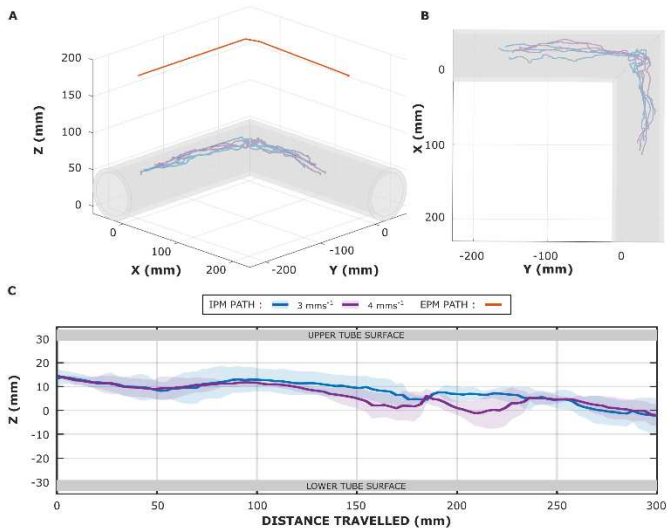 A
200
150
100
50
0
Z (mm)
0
100
200
X (mm)
0
-100
-200
Y (mm)
B
0
100
200
X (mm)
-200
-100
0
Y (mm)
C
IPM PATH : 3 mms⁻¹ 4 mms⁻¹ EPM PATH :
UPPER TUBE SURFACE
30
20
10
0
-10
-20
-30
Z (mm)
LOWER TUBE SURFACE
0 50 100 150 200 250 300
DISTANCE TRAVELLED (mm)